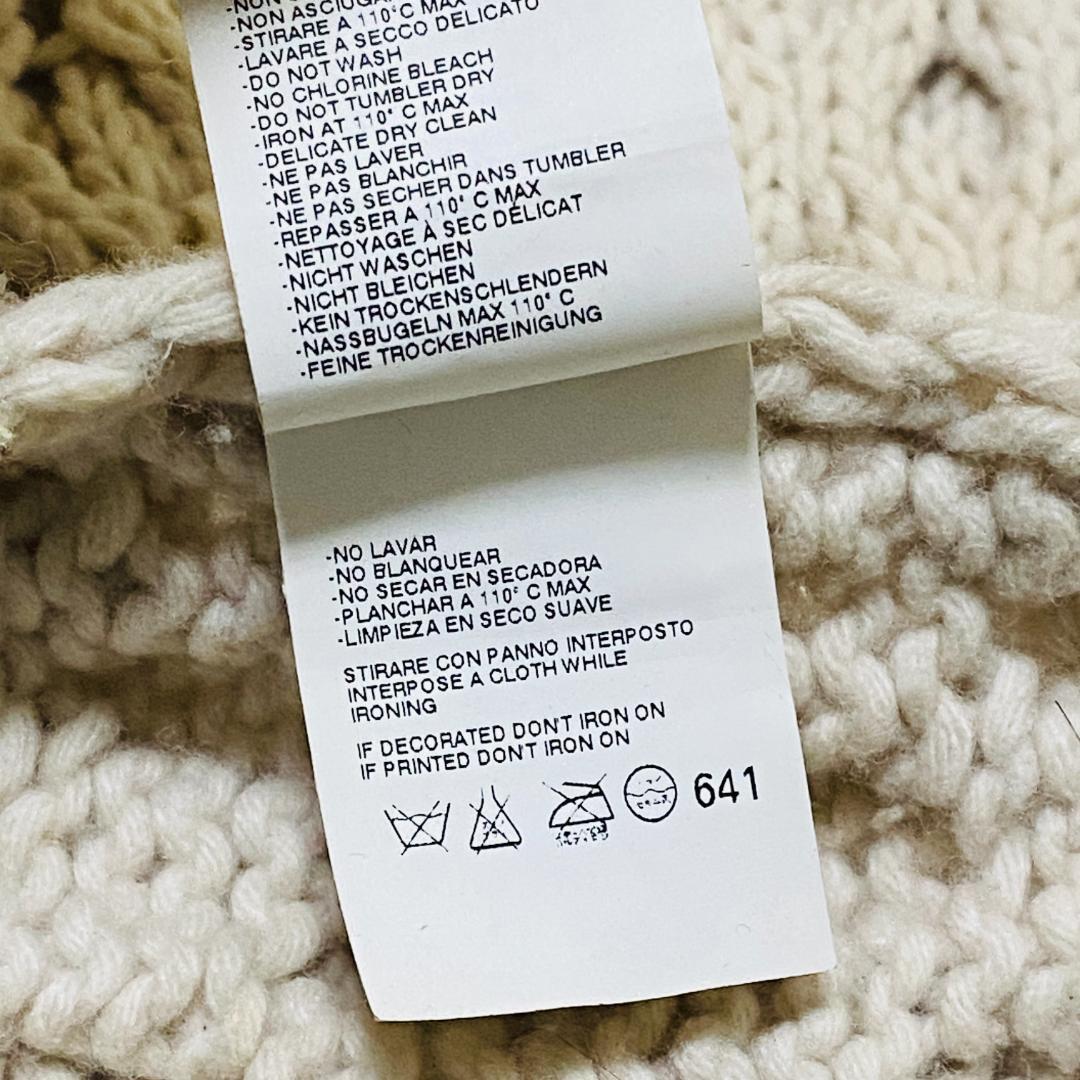 -NON
-NON ASCIUGA
-STIRARE A 110°C MAX
-LAVARE A SECCO DELICATO
-DO NOT WASH
-NO CHLORINE BLEACH
-DO NOT TUMBLER DRY
-IRON AT 110° C MAX
-DELICATE DRY CLEAN
-NE PAS LAVER
-NE PAS BLANCHIR
-NE PAS SECHER DANS TUMBLER
-REPASSER A 110° C MAX
-NETTOYAGE À SEC DÉLICAT
-NICHT WASCHEN
-NICHT BLEICHEN
-KEIN TROCKENSCHLENDERN
-NASSBUGELN MAX 110° C
-FEINE TROCKENREINIGUNG
-NO LAVAR
-NO BLANQUEAR
-NO SECAR EN SECADORA
-PLANCHAR A 110° C MAX
-LIMPIEZA EN SECO SUAVE
STIRARE CON PANNO INTERPOSTO
INTERPOSE A CLOTH WHILE
IRONING
IF DECORATED DON'T IRON ON
IF PRINTED DON'T IRON ON
641